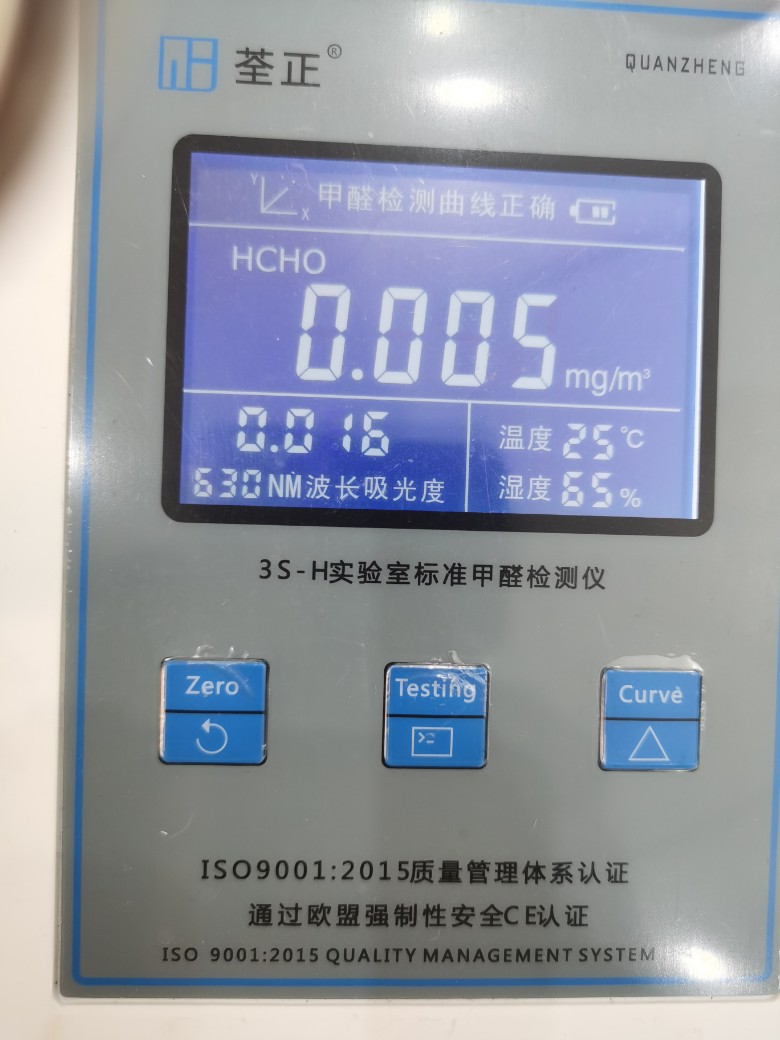 荃正® QUANZHENG
Y X 甲醛检测曲线正确
HCHO
0.005 mg/m³
0.016
630NM波长吸光度
温度 25℃
湿度 65%
3S-H实验室标准甲醛检测仪
Zero Testing Curve
>=
ISO9001:2015质量管理体系认证
通过欧盟强制性安全CE认证
ISO 9001:2015 QUALITY MANAGEMENT SYSTEM